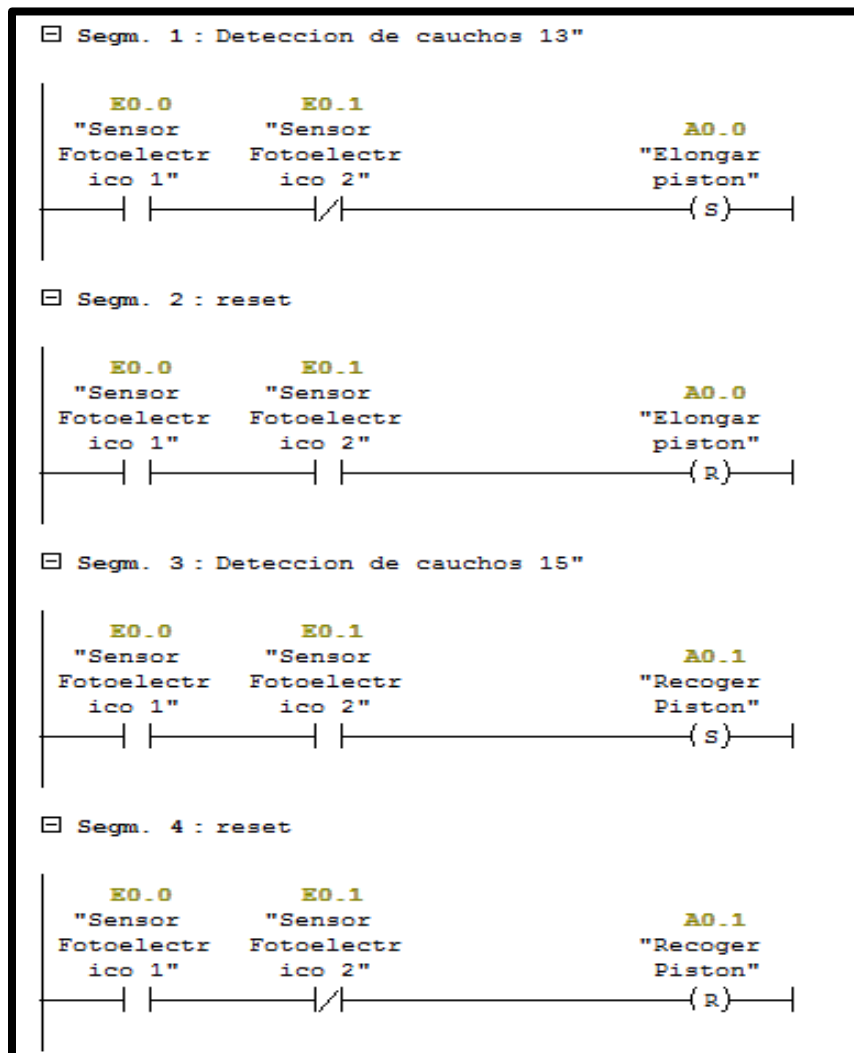 Segm. 1 : Deteccion de cauchos 13"
E0.0 E0.1
"Sensor "Sensor A0.0
Fotoelectr Fotoelectr "Elongar
ico 1" ico 2" piston"
(S)
Segm. 2 : reset
E0.0 E0.1
"Sensor "Sensor A0.0
Fotoelectr Fotoelectr "Elongar
ico 1" ico 2" piston"
(R)
Segm. 3 : Deteccion de cauchos 15"
E0.0 E0.1
"Sensor "Sensor A0.1
Fotoelectr Fotoelectr "Recoger
ico 1" ico 2" Piston"
(S)
Segm. 4 : reset
E0.0 E0.1
"Sensor "Sensor A0.1
Fotoelectr Fotoelectr "Recoger
ico 1" ico 2" Piston"
(R)